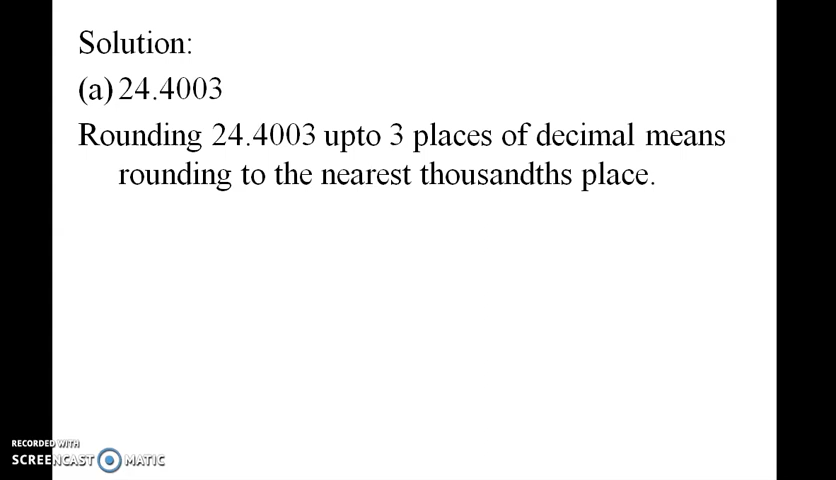 Solution:
(a) 24.4003
Rounding 24.4003 upto 3 places of decimal means
rounding to the nearest thousandths place.
RECORDED WITH
SCREENCAST MATIC